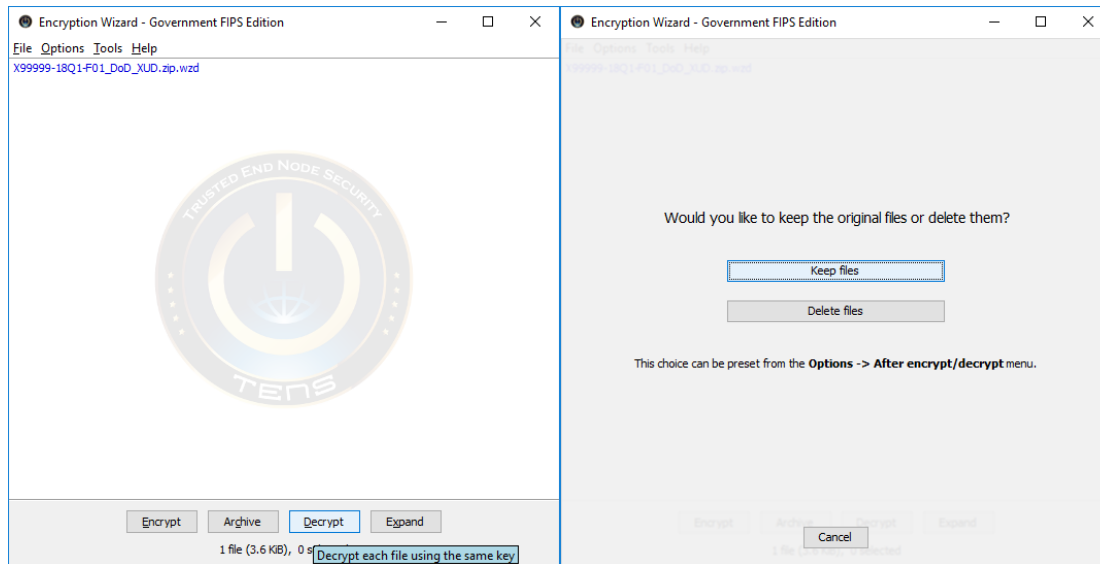 Encryption Wizard - Government FIPS Edition
File Options Tools Help
X99999-18Q1-F01_DoD_XUD.zip.wzd
TRUSTED END NODE SECURITY
TENS
Encrypt Archive Decrypt Expand
1 file (3.6 KiB), 0 s
Decrypt each file using the same key
Encryption Wizard - Government FIPS Edition
File Options Tools Help
X99999-18Q1-F01_DoD_XUD.zip.wzd
Would you like to keep the original files or delete them?
Keep files
Delete files
This choice can be preset from the Options -> After encrypt/decrypt menu.
Encrypt Archive Decrypt Expand
Cancel
1 file (3.6 KiB), 0 selected